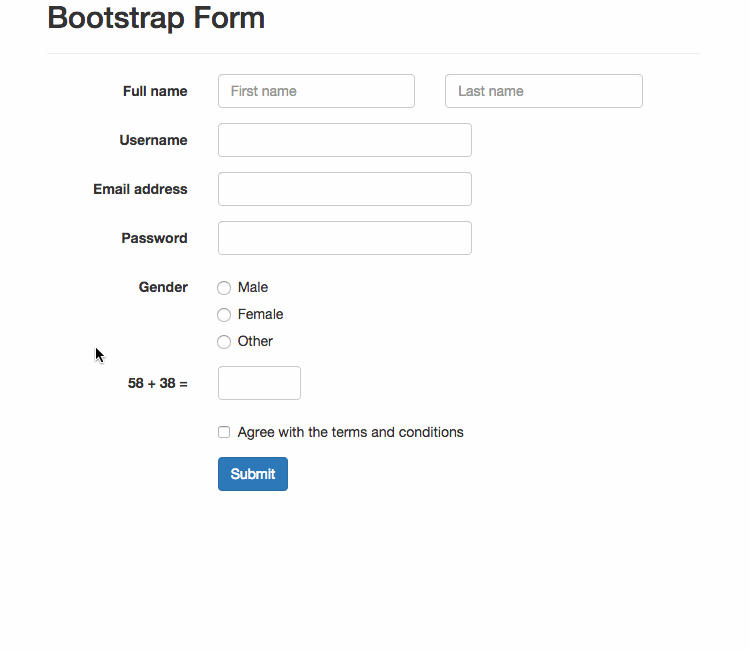 Bootstrap Form
Full name First name Last name
Username
Email address
Password
Gender Male
Female
Other
58 + 38 =
Agree with the terms and conditions
Submit